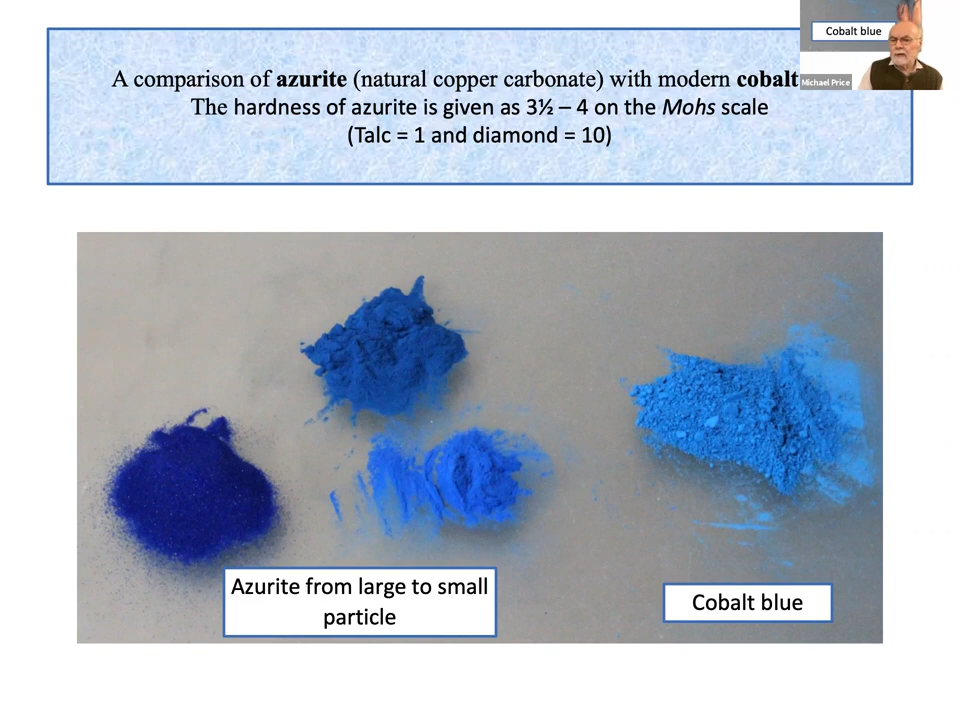 Cobalt blue
Michael Price
A comparison of azurite (natural copper carbonate) with modern cobalt
The hardness of azurite is given as 3½ – 4 on the Mohs scale
(Talc = 1 and diamond = 10)
Azurite from large to small
particle
Cobalt blue